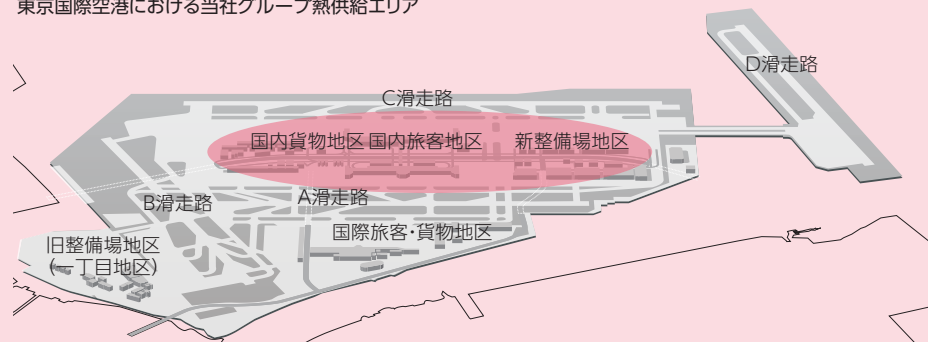 東京国際空港における当社グループ熱供給エリア
D滑走路
C滑走路
国内貨物地区 国内旅客地区 新整備場地区
B滑走路
A滑走路
国際旅客・貨物地区
旧整備場地区
(一丁目地区)